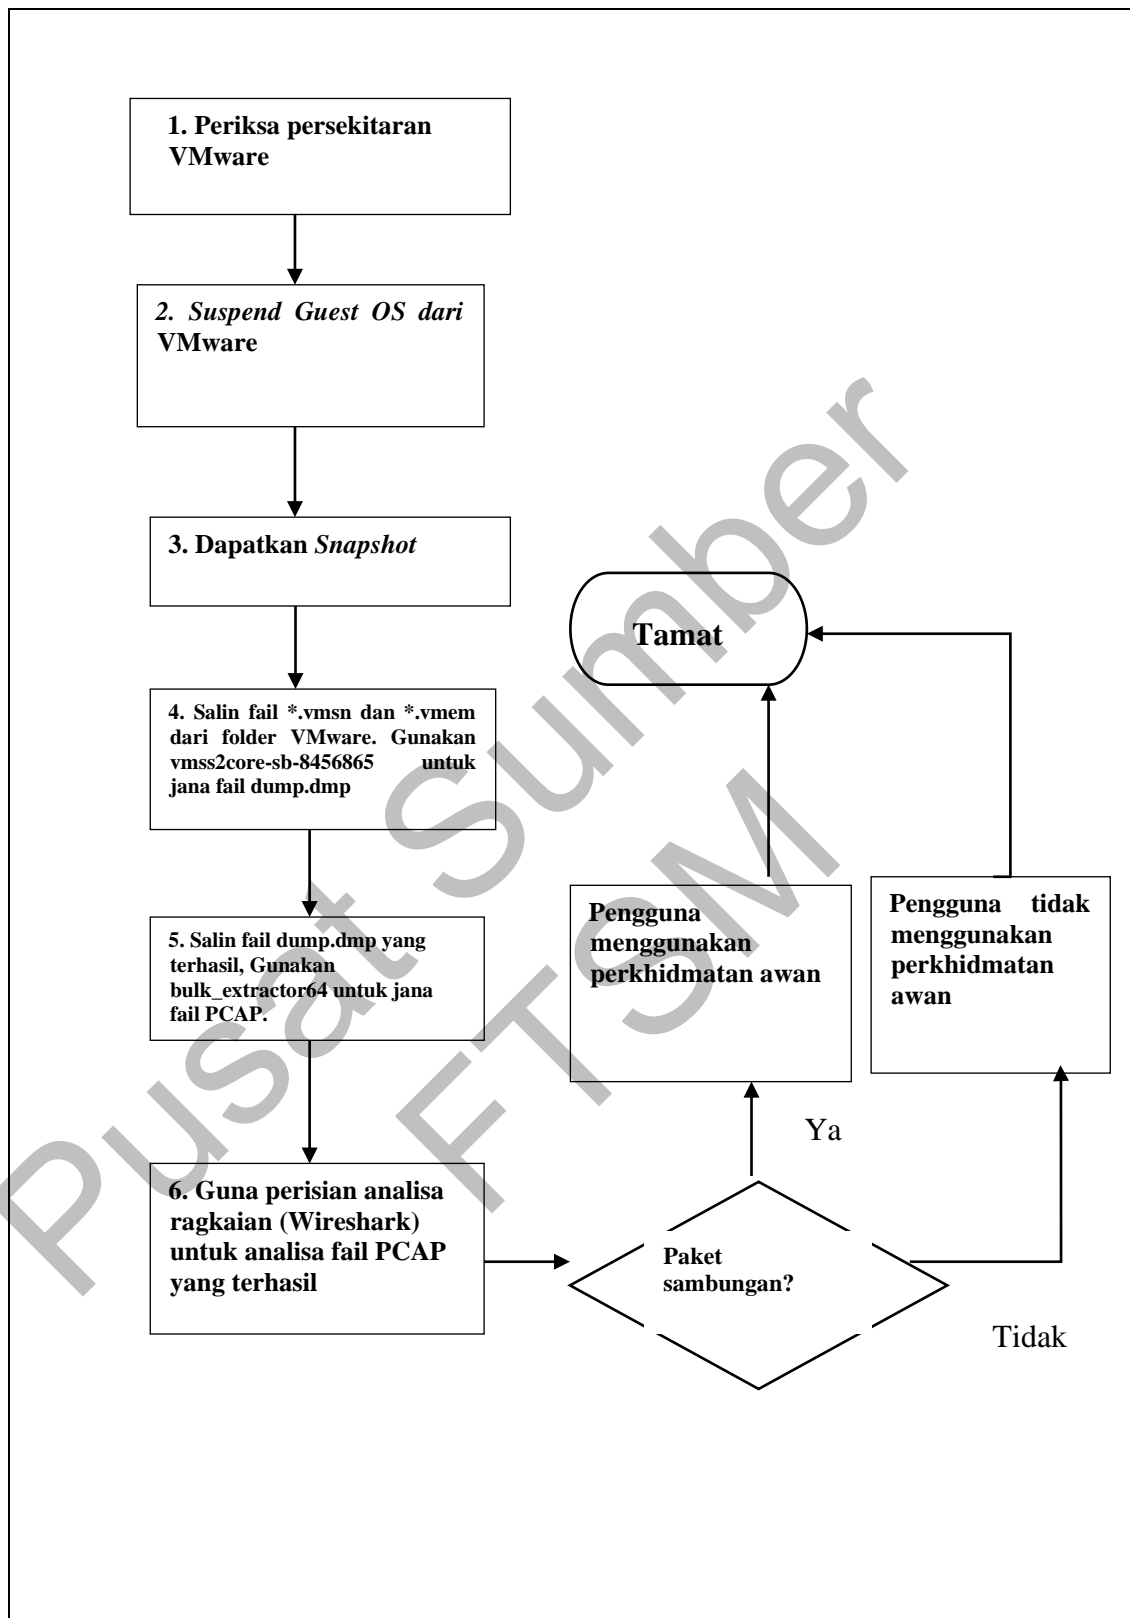 1. Periksa persekitaran
VMware
2. Suspend Guest OS dari
VMware
3. Dapatkan Snapshot
4. Salin fail *.vmsn dan *.vmem
dari folder VMware. Gunakan
vmss2core-sb-8456865 untuk
jana fail dump.dmp
5. Salin fail dump.dmp yang
terhasil, Gunakan
bulk_extractor64 untuk jana
fail PCAP.
6. Guna perisian analisa
ragkaian (Wireshark)
untuk analisa fail PCAP
yang terhasil
Paket
sambungan?
Ya
Tidak
Pengguna
menggunakan
perkhidmatan awan
Pengguna tidak
menggunakan
perkhidmatan
awan
Tamat
Pusat Sumber
FTSM